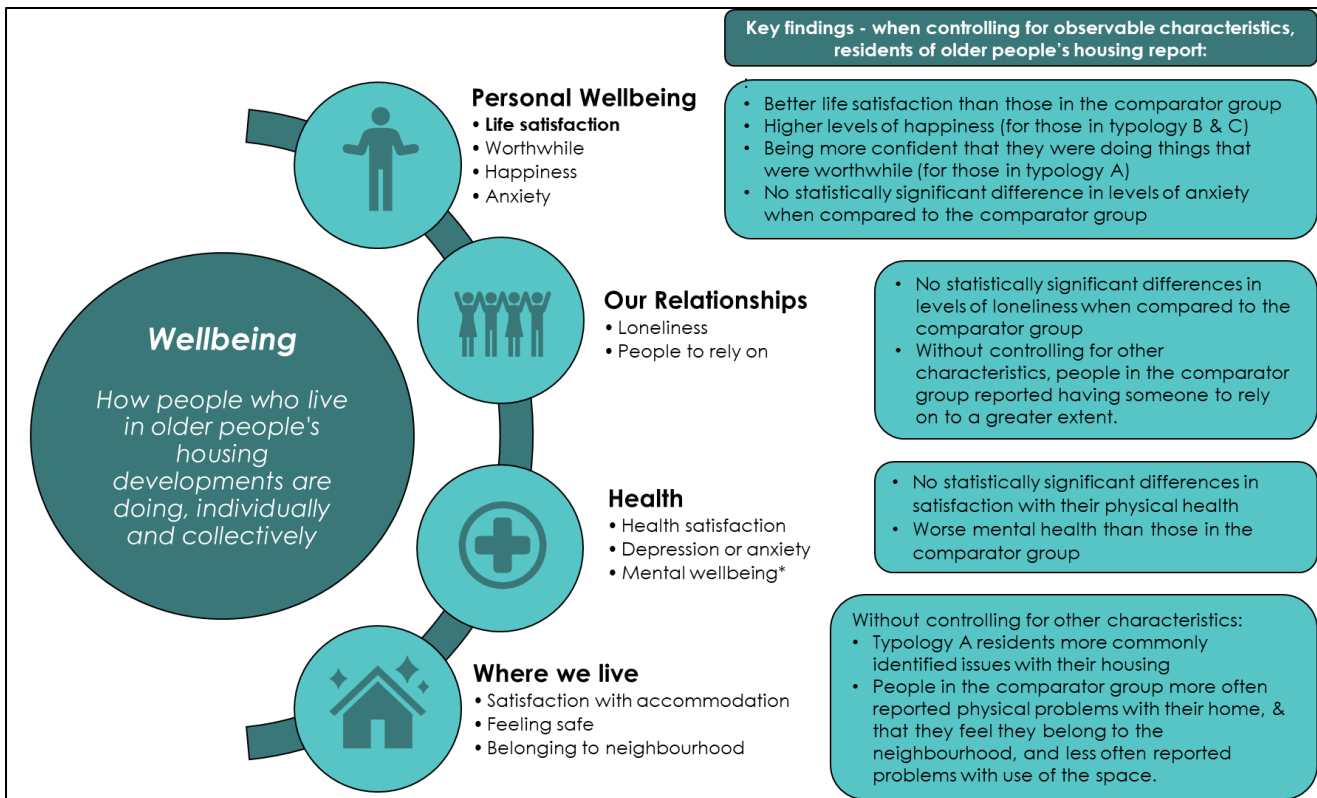 Key findings - when controlling for observable characteristics,
residents of older people's housing report:
Wellbeing
How people who live
in older people's
housing
developments are
doing, individually
and collectively
Personal Wellbeing
• Life satisfaction
• Worthwhile
• Happiness
• Anxiety
:
• Better life satisfaction than those in the comparator group
• Higher levels of happiness (for those in typology B & C)
• Being more confident that they were doing things that
were worthwhile (for those in typology A)
• No statistically significant difference in levels of anxiety
when compared to the comparator group
Our Relationships
• Loneliness
• People to rely on
• No statistically significant differences in
levels of loneliness when compared to the
comparator group
• Without controlling for other
characteristics, people in the comparator
group reported having someone to rely
on to a greater extent.
Health
• Health satisfaction
• Depression or anxiety
• Mental wellbeing*
• No statistically significant differences in
satisfaction with their physical health
• Worse mental health than those in the
comparator group
Where we live
• Satisfaction with accommodation
• Feeling safe
• Belonging to neighbourhood
Without controlling for other characteristics:
• Typology A residents more commonly
identified issues with their housing
• People in the comparator group more often
reported physical problems with their home, &
that they feel they belong to the
neighbourhood, and less often reported
problems with use of the space.